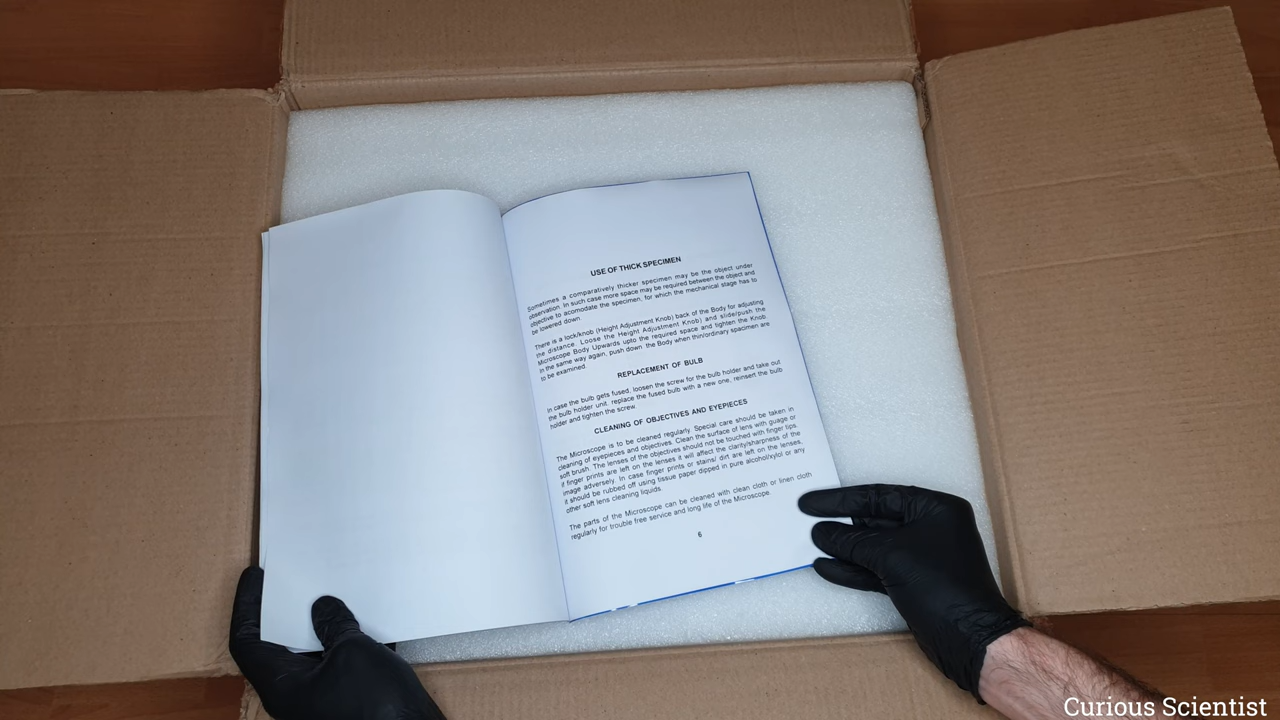 USE OF THICK SPECIMEN
Sometimes a comparatively thicker specimen may be the object under
observation. In such case more space may be required between the object and
objective to accomodate the specimen, for which the mechanical stage has to
be lowered down.
There is a lock/knob (Height Adjustment Knob) back of the Body for adjusting
the distance. Loose the Height Adjustment Knob) and slide/push the
Microscope Body Upwards upto the required space and tighten the Knob.
In the same way again, push down the Body when thin/ordinary specimen are
to be examined.
REPLACEMENT OF BULB
In case the bulb gets fused, loosen the screw for the bulb holder and take out
the bulb holder unit. replace the fused bulb with a new one, reinsert the bulb
holder and tighten the screw.
CLEANING OF OBJECTIVES AND EYEPIECES
The Microscope is to be cleaned regularly. Special care should be taken in
cleaning of eyepieces and objectives. Clean the surface of lens with guage or
soft brush. The lenses of the objectives should not be touched with finger tips.
if finger prints are left on the lenses it will affect the clarity/sharpness of the
image adversely. In case finger prints or stains/ dirt are left on the lenses,
it should be rubbed off using tissue paper dipped in pure alcohol/xylol or any
other soft lens cleaning liquids.
The parts of the Microscope can be cleaned with clean cloth or linen cloth
regularly for trouble free service and long life of the Microscope.
6
Curious Scientist